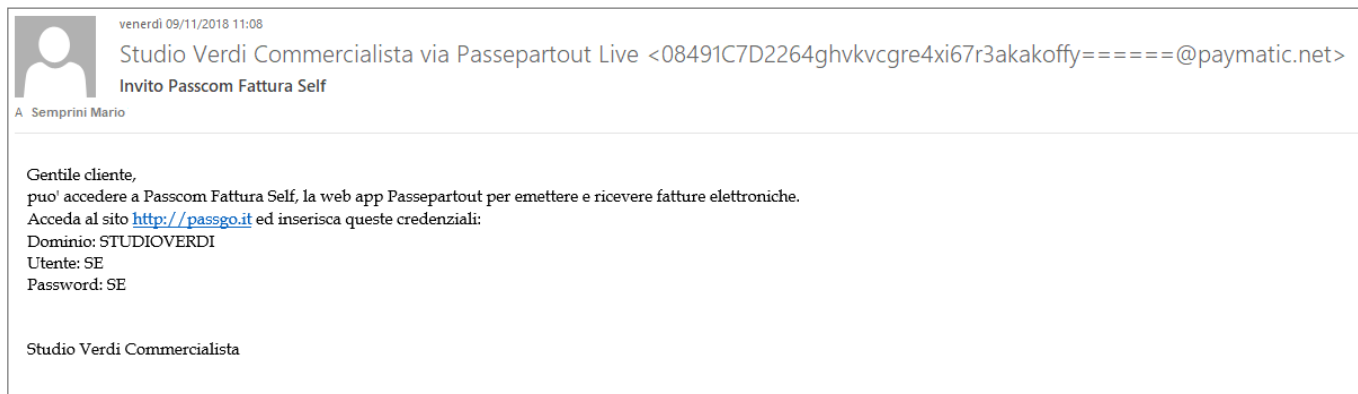 venerdì 09/11/2018 11:08
Studio Verdi Commercialista via Passepartout Live <08491C7D2264ghvkvcgre4xi67r3akakoffy======@paymatic.net>
Invito Passcom Fattura Self
A Semprini Mario
Gentile cliente,
puo' accedere a Passcom Fattura Self, la web app Passepartout per emettere e ricevere fatture elettroniche.
Acceda al sito http://passgo.it ed inserisca queste credenziali:
Dominio: STUDIOVERDI
Utente: SE
Password: SE
Studio Verdi Commercialista